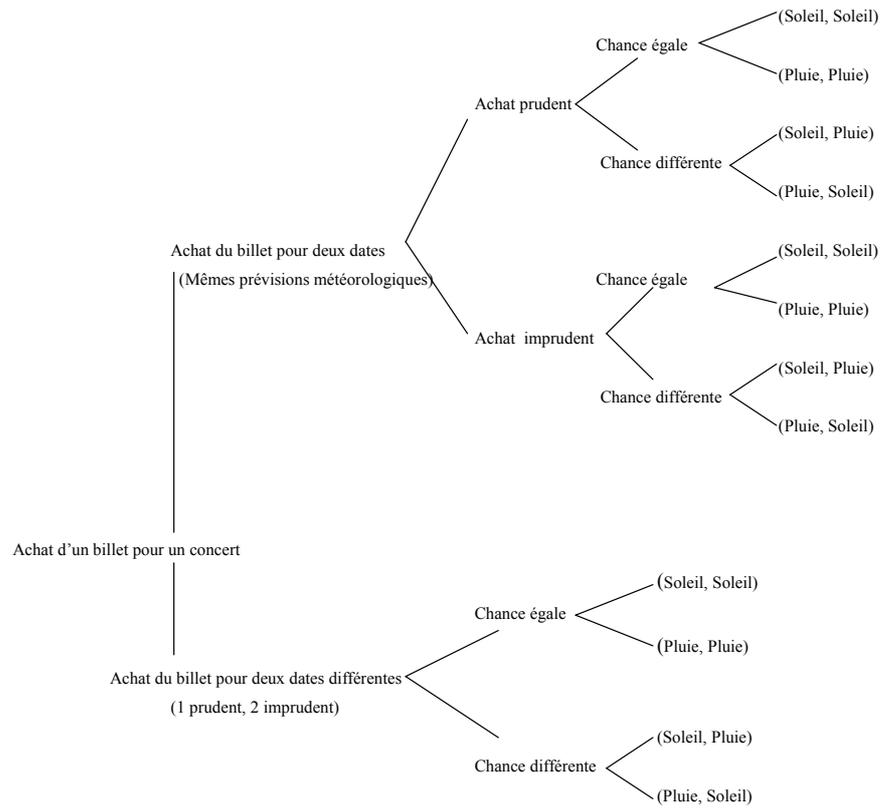 (Soleil, Soleil)
Chance égale
(Pluie, Pluie)
Achat prudent
(Soleil, Pluie)
Chance différente
(Pluie, Soleil)
Achat du billet pour deux dates
(Mêmes prévisions météorologiques)
(Soleil, Soleil)
Chance égale
(Pluie, Pluie)
Achat imprudent
(Soleil, Pluie)
Chance différente
(Pluie, Soleil)
Achat d’un billet pour un concert
(Soleil, Soleil)
Chance égale
(Pluie, Pluie)
Achat du billet pour deux dates différentes
(1 prudent, 2 imprudent)
(Soleil, Pluie)
Chance différente
(Pluie, Soleil)